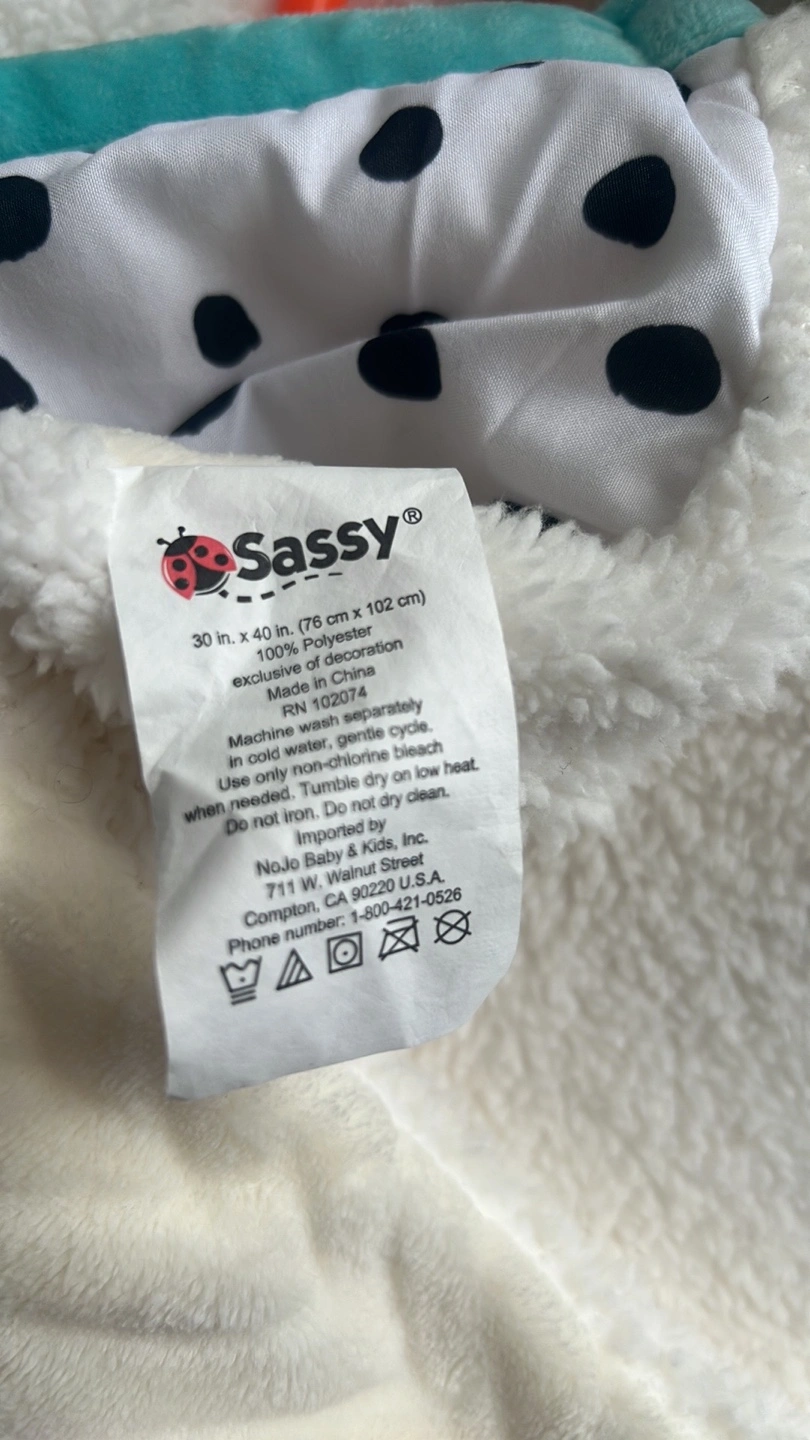 Sassy®
30 in. x 40 in. (76 cm x 102 cm)
100% Polyester
exclusive of decoration
Made in China
RN 102074
Machine wash separately
in cold water, gentle cycle.
Use only non-chlorine bleach
when needed. Tumble dry on low heat.
Do not iron. Do not dry clean.
Imported by
NoJo Baby & Kids, Inc.
711 W. Walnut Street
Compton, CA 90220 U.S.A.
Phone number: 1-800-421-0526